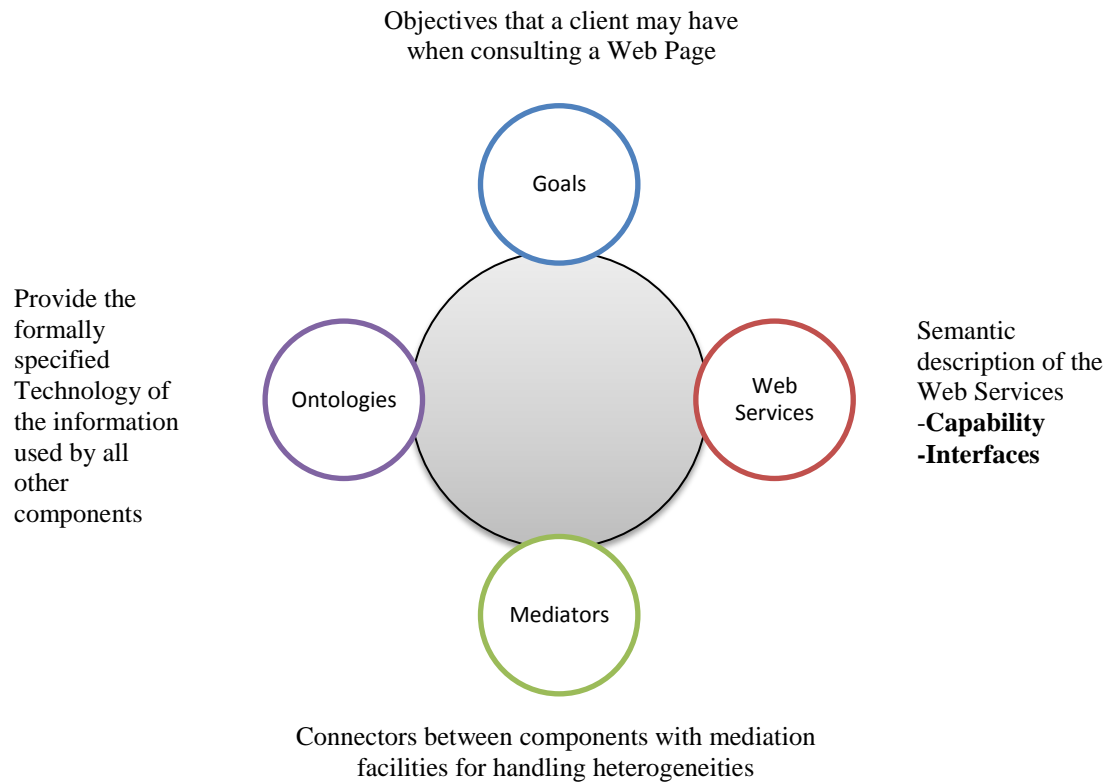 Objectives that a client may have
when consulting a Web Page
Goals
Provide the
formally
specified
Technology of
the information
used by all
other
components
Ontologies
Web
Services
Semantic
description of the
Web Services
-Capability
-Interfaces
Mediators
Connectors between components with mediation
facilities for handling heterogeneities